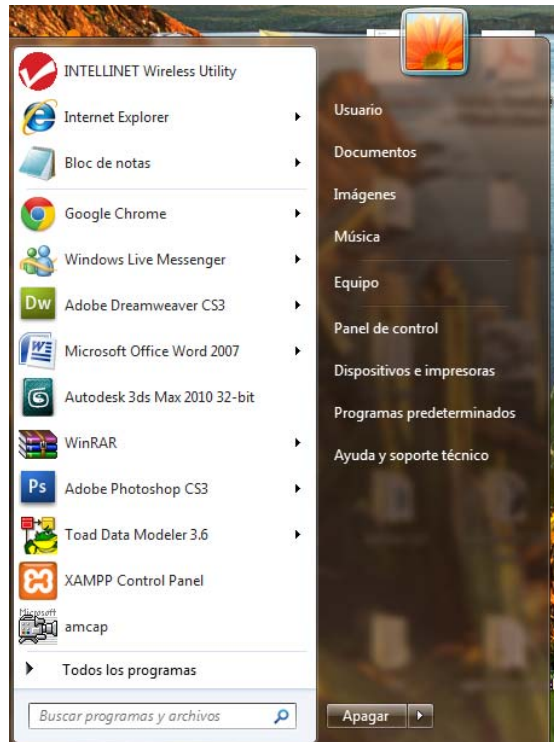 INTELLINET Wireless Utility
Internet Explorer
Bloc de notas
Google Chrome
Windows Live Messenger
Dw
Adobe Dreamweaver CS3
Microsoft Office Word 2007
Autodesk 3ds Max 2010 32-bit
WinRAR
Ps
Adobe Photoshop CS3
Toad Data Modeler 3.6
XAMPP Control Panel
Microsoft
amcap
Todos los programas
Buscar programas y archivos
Usuario
Documentos
Imágenes
Música
Equipo
Panel de control
Dispositivos e impresoras
Programas predeterminados
Ayuda y soporte técnico
Apagar